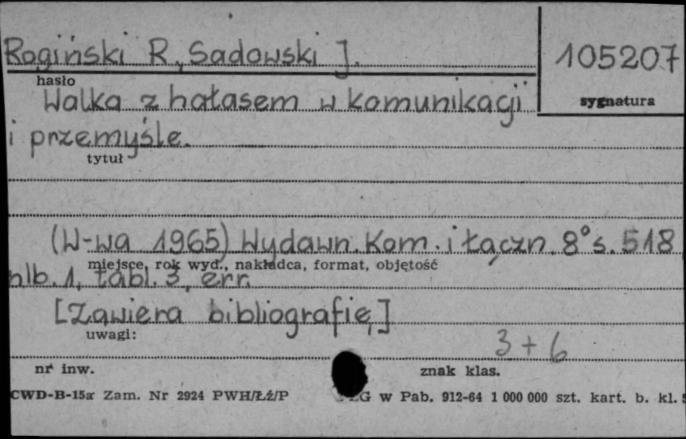 Rogiński R., Sadowski J.
105207
hasło
sygnatura
Walka z hałasem w komunikacji
i przemyśle.
tytuł
(W-wa 1965) Wydawn. Kom. i Łączn. 8° s. 518,
miejsce, rok wyd., nakładca, format, objętość
nlb. 1, tabl. 3, err.
[Zawiera bibliografię]
uwagi:
3 + 6
nr inw.
znak klas.
CWD-B-15a Zam. Nr 2924 PWH/Łź/P
ZG w Pab. 912-64 1 000 000 szt. kart. b. kl.